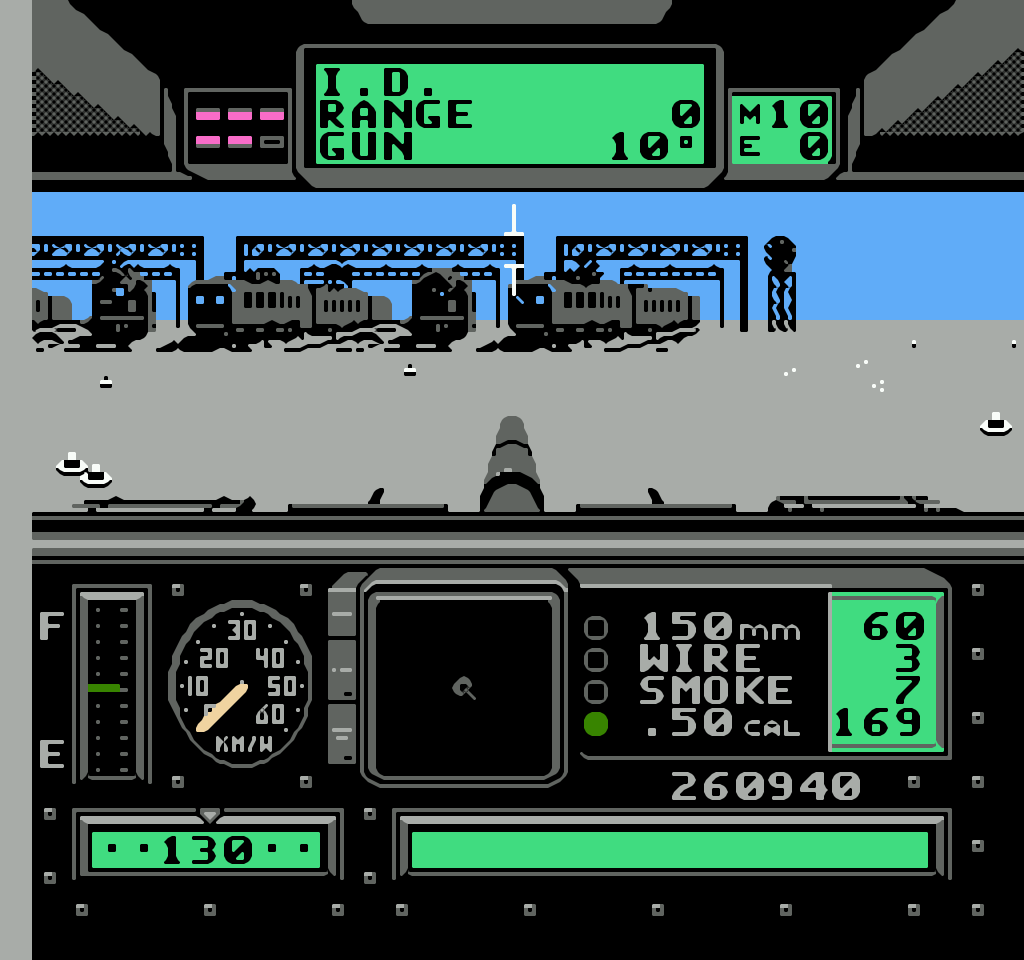 I.D.
RANGE 0
GUN 10°
M10
E 0
F
E
30
20 40
10 50
60
KM/W
150mm 60
WIRE 3
SMOKE 7
.50 CAL 169
260940
· · 130 · ·